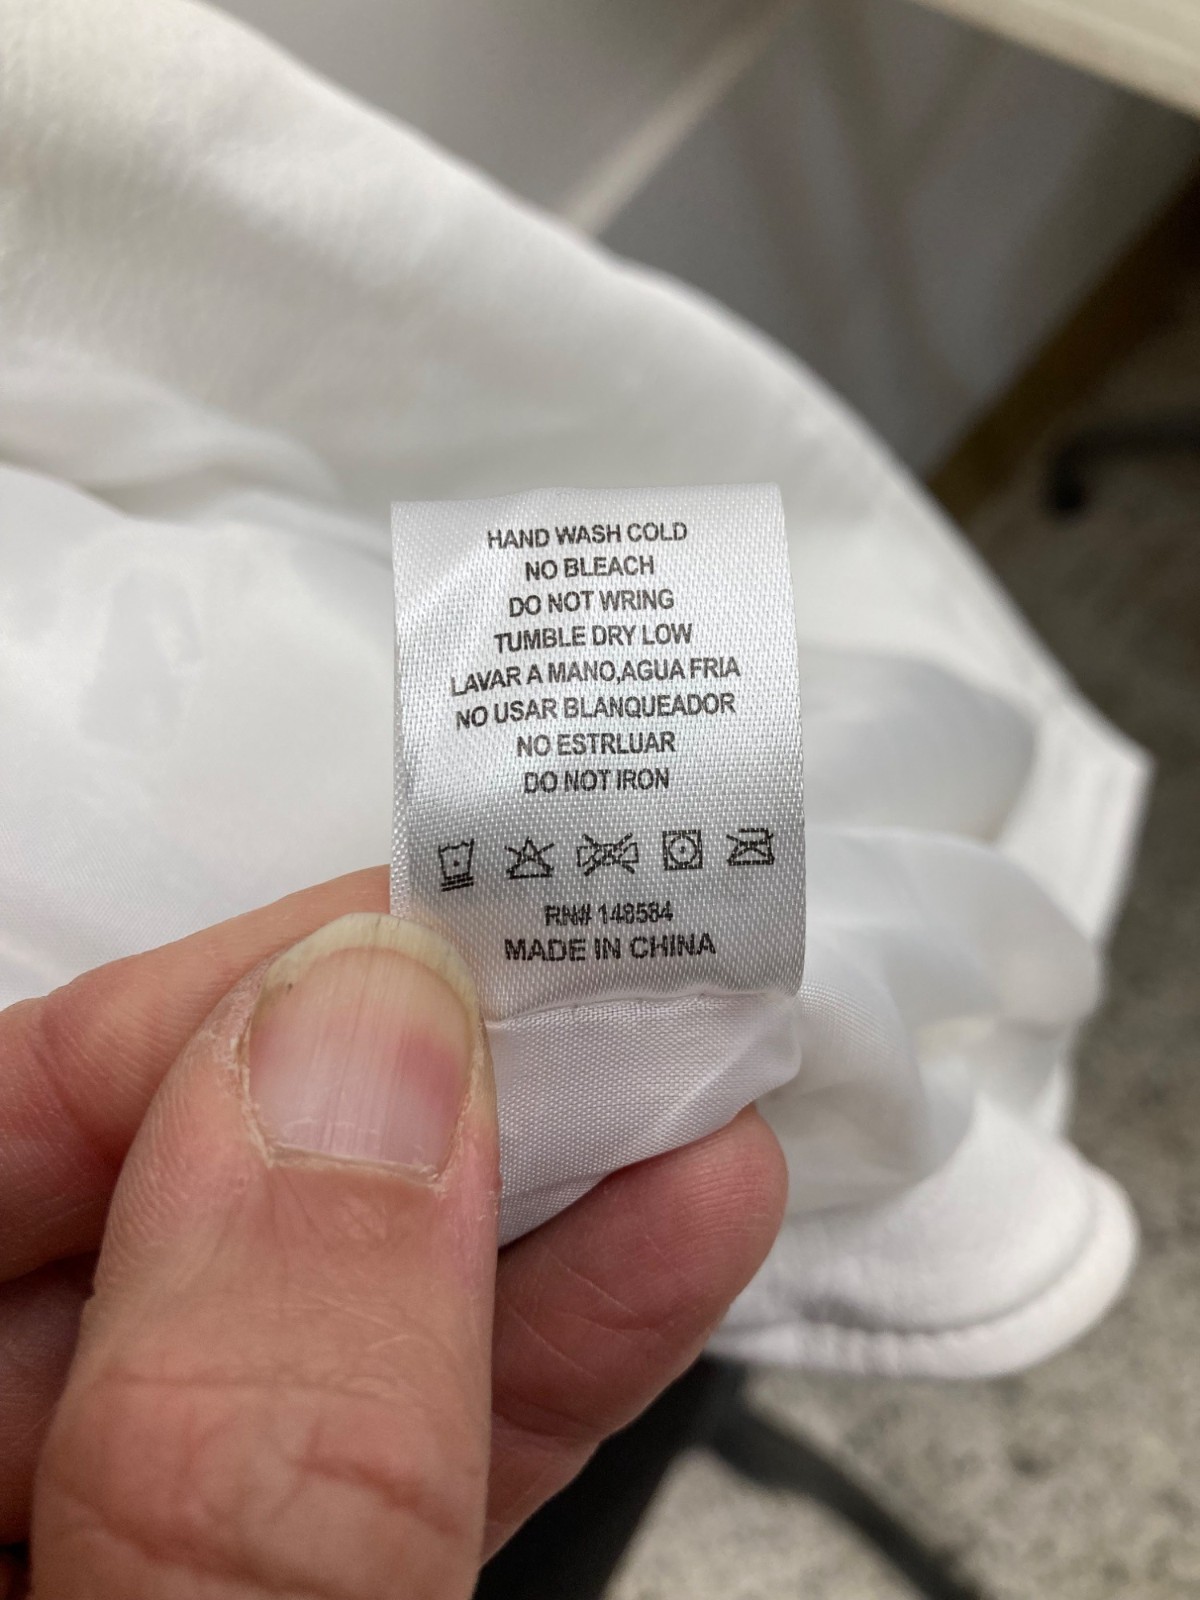 HAND WASH COLD
NO BLEACH
DO NOT WRING
TUMBLE DRY LOW
LAVAR A MANO,AGUA FRIA
NO USAR BLANQUEADOR
NO ESTRLUAR
DO NOT IRON
RN# 148584
MADE IN CHINA